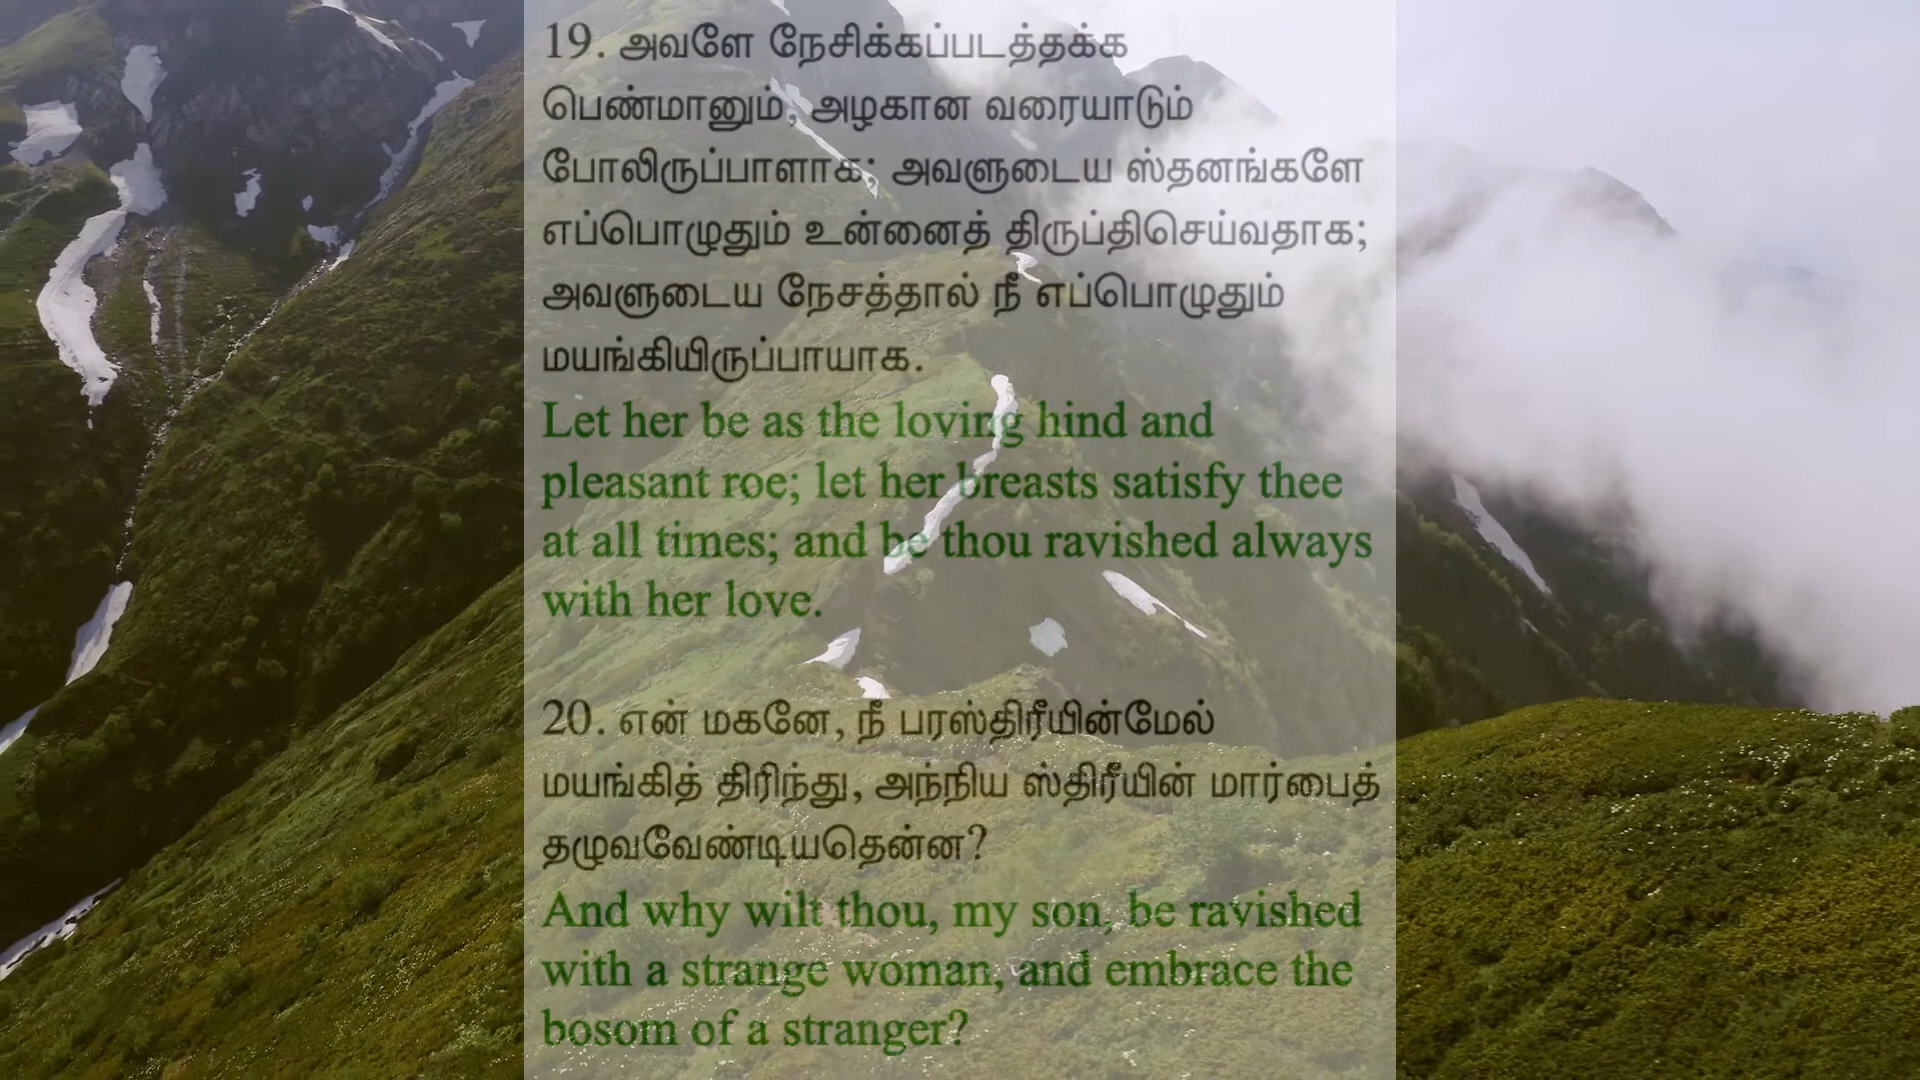 19. அவளே நேசிக்கப்படத்தக்க
பெண்மானும், அழகான வரையாடும்
போலிருப்பாளாக; அவளுடைய ஸ்தனங்களே
எப்பொழுதும் உன்னைத் திருப்திசெய்வதாக;
அவளுடைய நேசத்தால் நீ எப்பொழுதும்
மயங்கியிருப்பாயாக.
Let her be as the loving hind and
pleasant roe; let her breasts satisfy thee
at all times; and be thou ravished always
with her love.
20. என் மகனே, நீ பரஸ்திரீயின்மேல்
மயங்கித் திரிந்து, அந்நிய ஸ்திரீயின் மார்பைத்
தழுவவேண்டியதென்ன?
And why wilt thou, my son, be ravished
with a strange woman, and embrace the
bosom of a stranger?